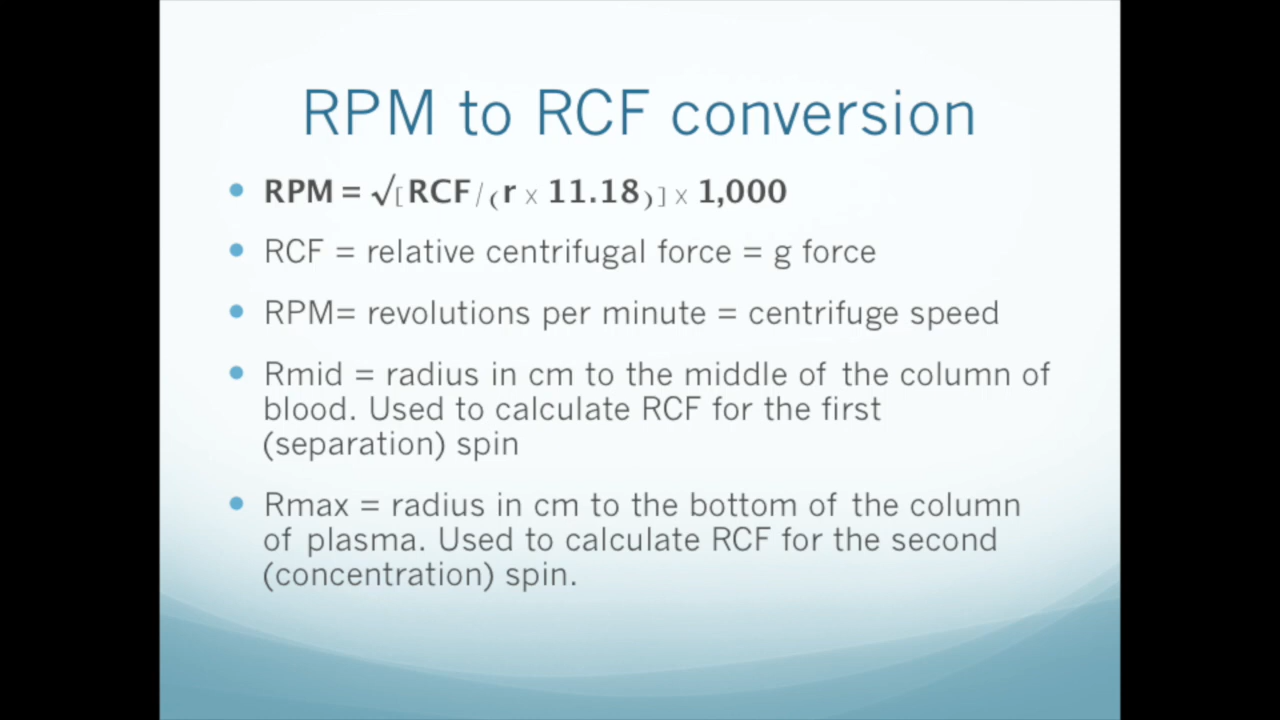 RPM to RCF conversion
• RPM = √[RCF/(r x 11.18)] x 1,000
• RCF = relative centrifugal force = g force
• RPM= revolutions per minute = centrifuge speed
• Rmid = radius in cm to the middle of the column of
blood. Used to calculate RCF for the first
(separation) spin
• Rmax = radius in cm to the bottom of the column
of plasma. Used to calculate RCF for the second
(concentration) spin.